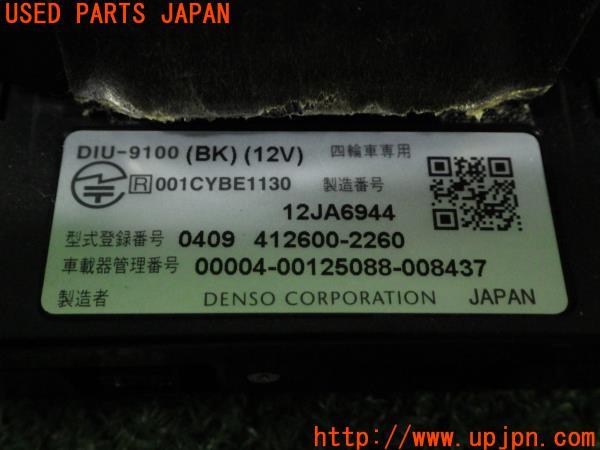 USED PARTS JAPAN
DIU-9100 (BK) (12V) 四輪車専用
R 001CYBE1130 製造番号
12JA6944
型式登録番号 0409 412600-2260
車載器管理番号 00004-00125088-008437
製造者 DENSO CORPORATION JAPAN
http://www.upjpn.com/